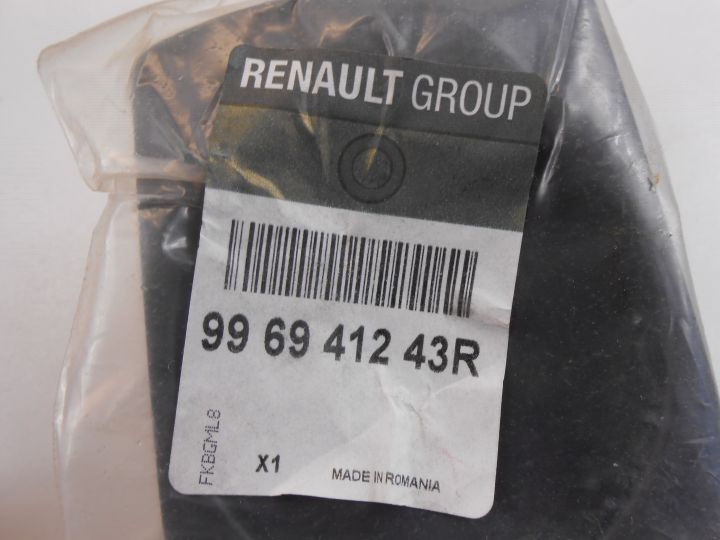 RENAULT GROUP
99 69 412 43R
FKBGML8
X1
MADE IN ROMANIA